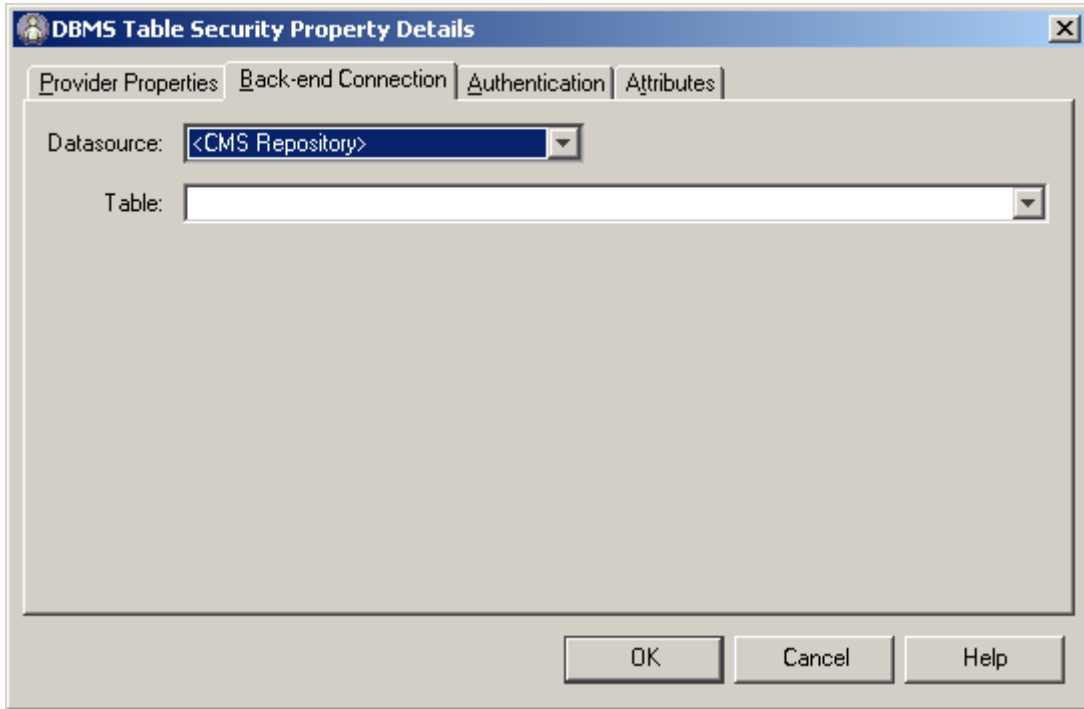 DBMS Table Security Property Details
Provider Properties Back-end Connection Authentication Attributes
Datasource: <CMS Repository>
Table:
OK Cancel Help